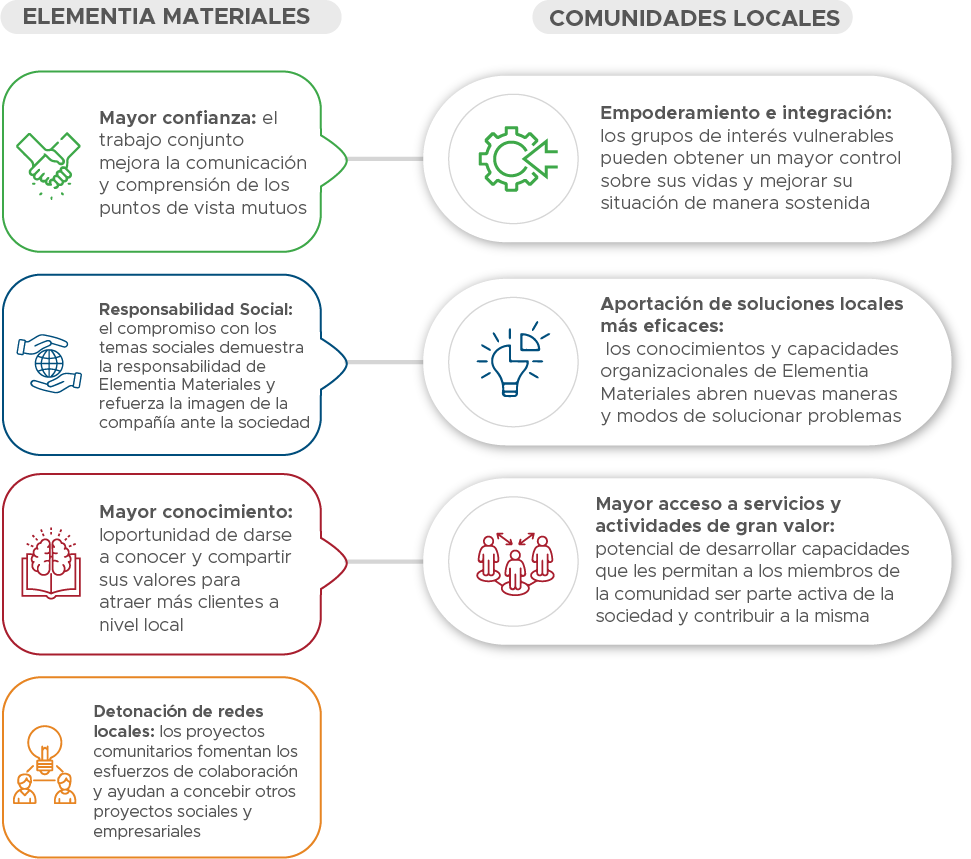 ELEMENTIA MATERIALES
COMUNIDADES LOCALES
Mayor confianza: el
trabajo conjunto
mejora la comunicación
y comprensión de los
puntos de vista mutuos
Empoderamiento e integración:
los grupos de interés vulnerables
pueden obtener un mayor control
sobre sus vidas y mejorar su
situación de manera sostenida
Responsabilidad Social:
el compromiso con los
temas sociales demuestra
la responsabilidad de
Elementia Materiales y
refuerza la imagen de la
compañía ante la sociedad
Aportación de soluciones locales
más eficaces:
los conocimientos y capacidades
organizacionales de Elementia
Materiales abren nuevas maneras
y modos de solucionar problemas
Mayor conocimiento:
loportunidad de darse
a conocer y compartir
sus valores para
atraer más clientes a
nivel local
Mayor acceso a servicios y
actividades de gran valor:
potencial de desarrollar capacidades
que les permitan a los miembros de
la comunidad ser parte activa de la
sociedad y contribuir a la misma
Detonación de redes
locales: los proyectos
comunitarios fomentan los
esfuerzos de colaboración
y ayudan a concebir otros
proyectos sociales y
empresariales